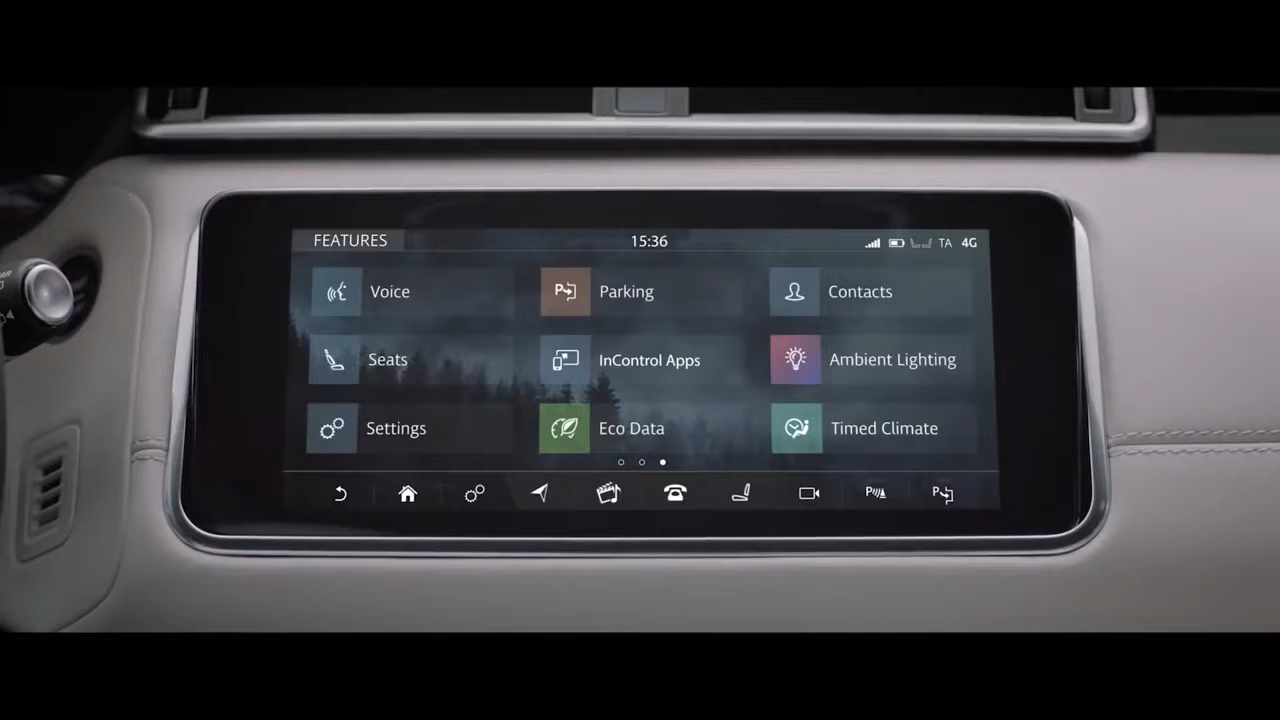 FEATURES 15:36 TA 4G
Voice Parking Contacts
Seats InControl Apps Ambient Lighting
Settings Eco Data Timed Climate